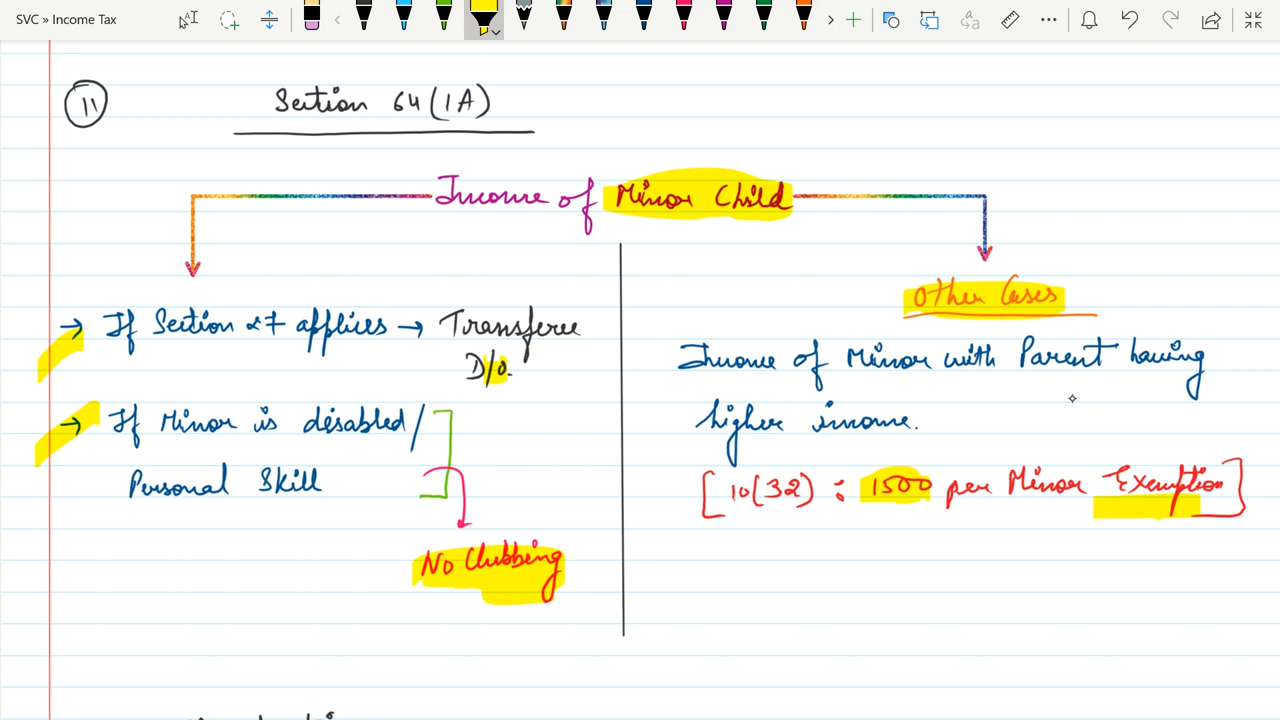 SVC » Income Tax
11
Section 64(1A)
Income of Minor Child
→ If Section 27 applies → Transferee
D/O.
→ If Minor is disabled/
Personal Skill
No Clubbing
Other Cases
Income of Minor with Parent having
higher income.
[10(32) : 1500 per Minor Exemption]